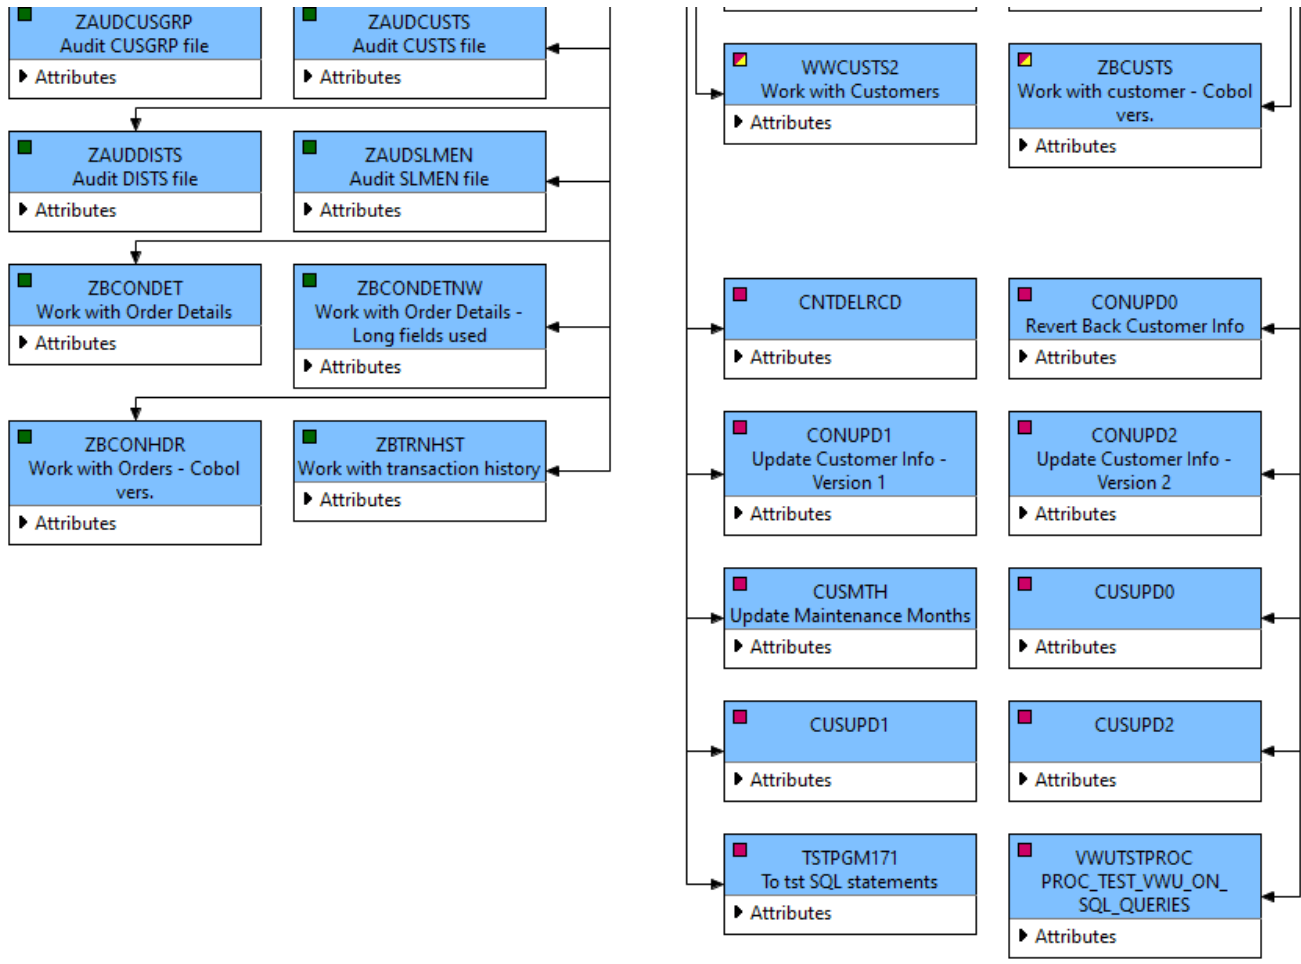 ZAUDCUSGRP
Audit CUSGRP file
Attributes
ZAUDCUSTS
Audit CUSTS file
Attributes
ZAUDDISTS
Audit DISTS file
Attributes
ZAUDSLMEN
Audit SLMEN file
Attributes
ZBCONDET
Work with Order Details
Attributes
ZBCONDETNW
Work with Order Details -
Long fields used
Attributes
ZBCONHDR
Work with Orders - Cobol
vers.
Attributes
ZBTRNHST
Work with transaction history
Attributes
WWCUSTS2
Work with Customers
Attributes
ZBCUSTS
Work with customer - Cobol
vers.
Attributes
CNTDELRCD
Attributes
CONUPD0
Revert Back Customer Info
Attributes
CONUPD1
Update Customer Info -
Version 1
Attributes
CONUPD2
Update Customer Info -
Version 2
Attributes
CUSMTH
Update Maintenance Months
Attributes
CUSUPD0
Attributes
CUSUPD1
Attributes
CUSUPD2
Attributes
TSTPGM171
To tst SQL statements
Attributes
VWUTSTPROC
PROC_TEST_VWU_ON_
SQL_QUERIES
Attributes